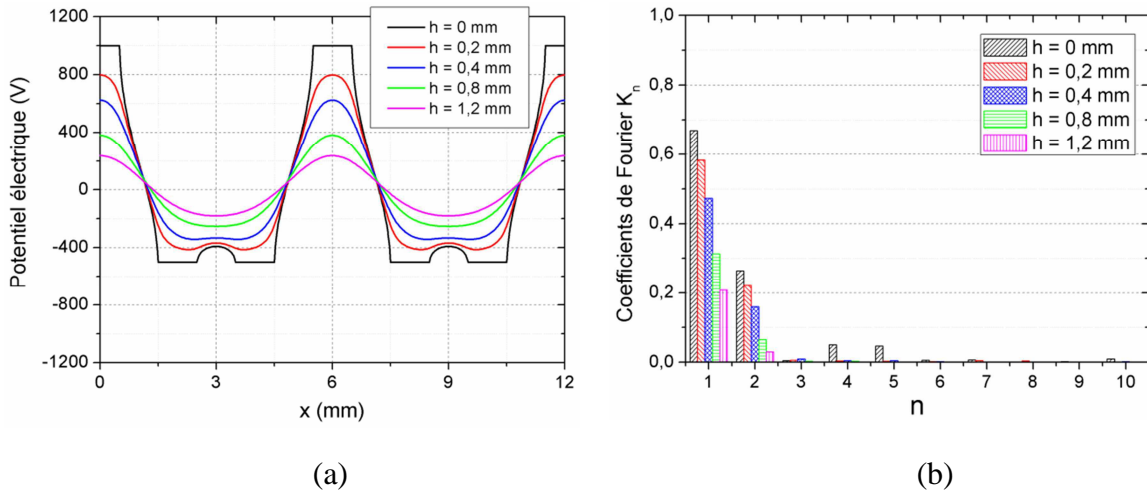 1200
800
400
0
-400
-800
-1200
Potentiel électrique (V)
0
3
6
9
12
x (mm)
h = 0 mm
h = 0,2 mm
h = 0,4 mm
h = 0,8 mm
h = 1,2 mm
(a)
1,0
0,8
0,6
0,4
0,2
0,0
Coefficients de Fourier Kn
1
2
3
4
5
6
7
8
9
10
n
h = 0 mm
h = 0,2 mm
h = 0,4 mm
h = 0,8 mm
h = 1,2 mm
(b)